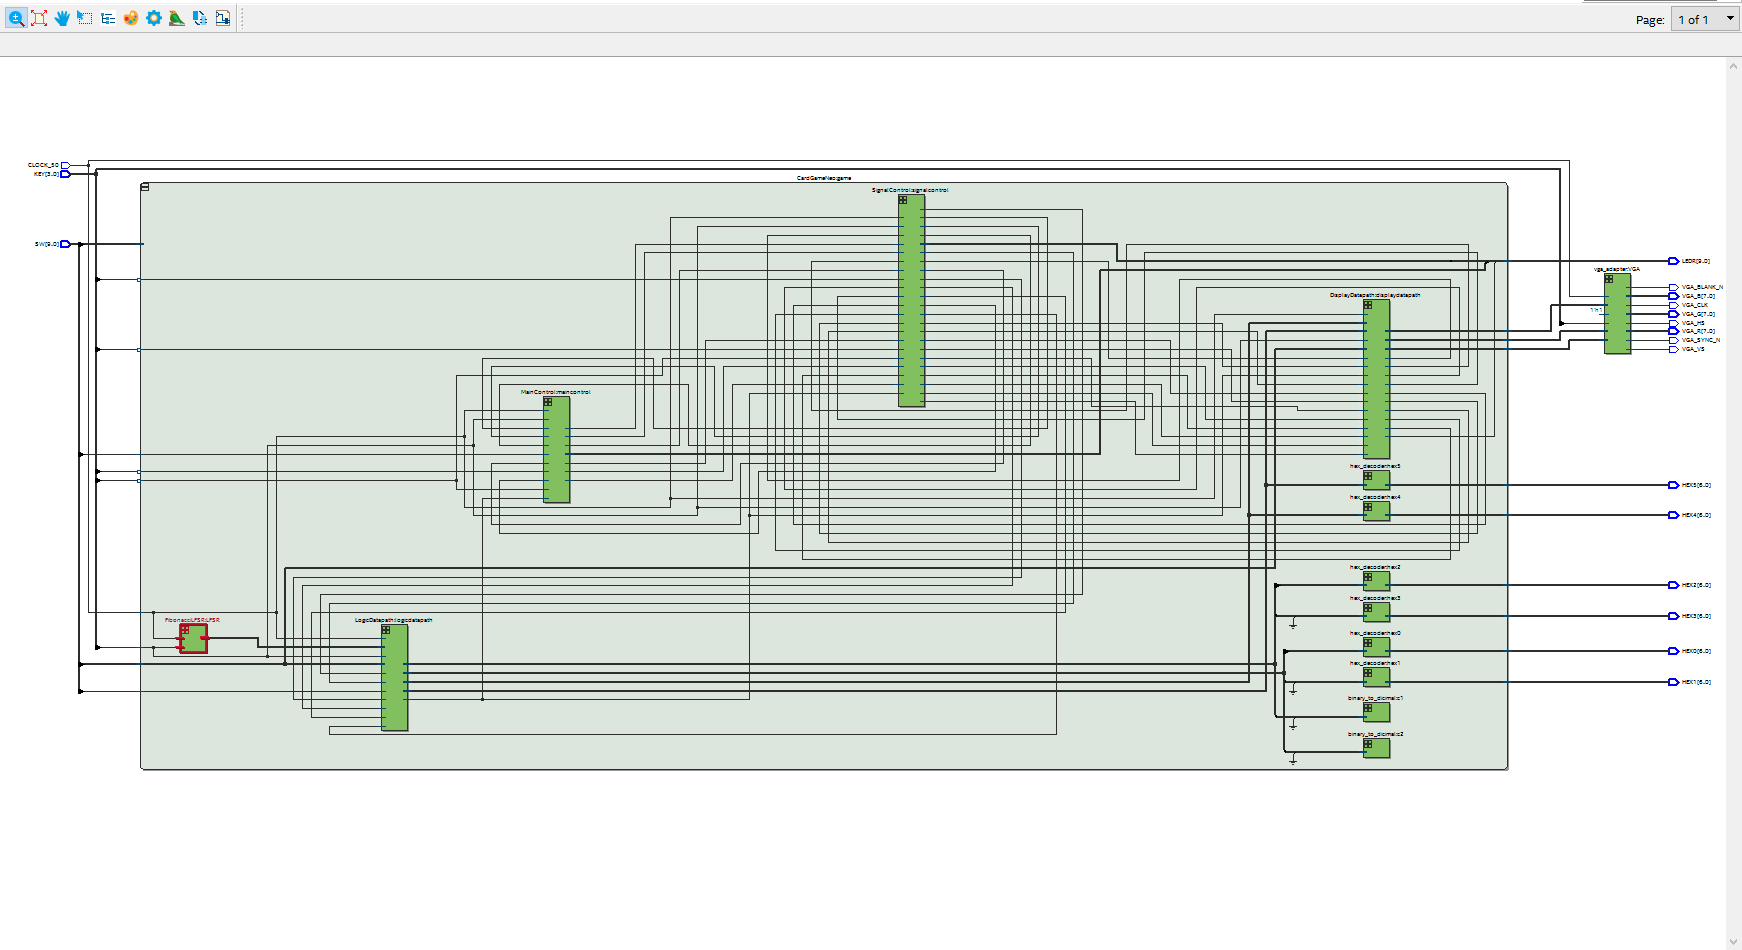 Page: 1 of 1
CLOCK_50
KEY[3..0]
CardGameNeo:game
SignalControl:signalcontrol
SW[9..0]
LEDR[9..0]
vga_adapter:VGA
VGA_BLANK_N
DisplayDatapath:displaydatapath
VGA_B[7..0]
VGA_CLK
1'h1
VGA_G[7..0]
VGA_HS
VGA_R[7..0]
VGA_SYNC_N
VGA_VS
MainControl:maincontrol
hex_decoder:hex5
HEX5[6..0]
hex_decoder:hex4
HEX4[6..0]
hex_decoder:hex2
HEX2[6..0]
hex_decoder:hex3
HEX3[6..0]
FibonacciLFSR:LFSR
LogicDatapath:logicdatapath
hex_decoder:hex0
HEX0[6..0]
hex_decoder:hex1
HEX1[6..0]
binary_to_dicimal:c1
binary_to_dicimal:c2